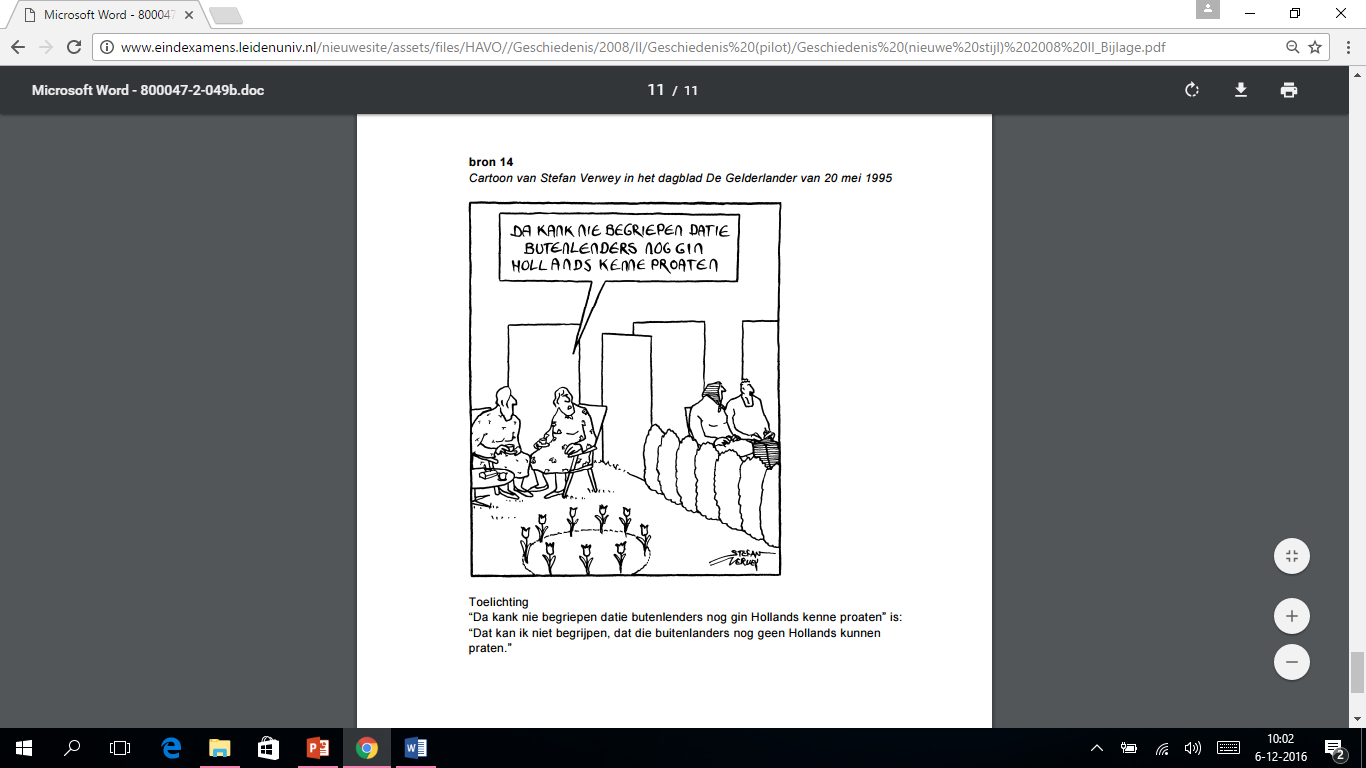 Microsoft Word - 80004
www.eindexamens.leidenuniv.nl/nieuwesite/assets/files/HAVO//Geschiedenis/2008/II/Geschiedenis%20(pilot)/Geschiedenis%20(nieuwe%20stijl)%202008%20II_Bijlage.pdf
Microsoft Word - 800047-2-049b.doc
11 / 11
bron 14
Cartoon van Stefan Verwey in het dagblad De Gelderlander van 20 mei 1995
DA KANK NIE BEGRIEPEN DATIE
BUTENLENDERS NOG GIN
HOLLANDS KENNE PROATEN
STEFAN
VERWEY
Toelichting
“Da kank nie begriepen datie butenlenders nog gin Hollands kenne proaten” is:
“Dat kan ik niet begrijpen, dat die buitenlanders nog geen Hollands kunnen
praten.”
10:02
6-12-2016
2